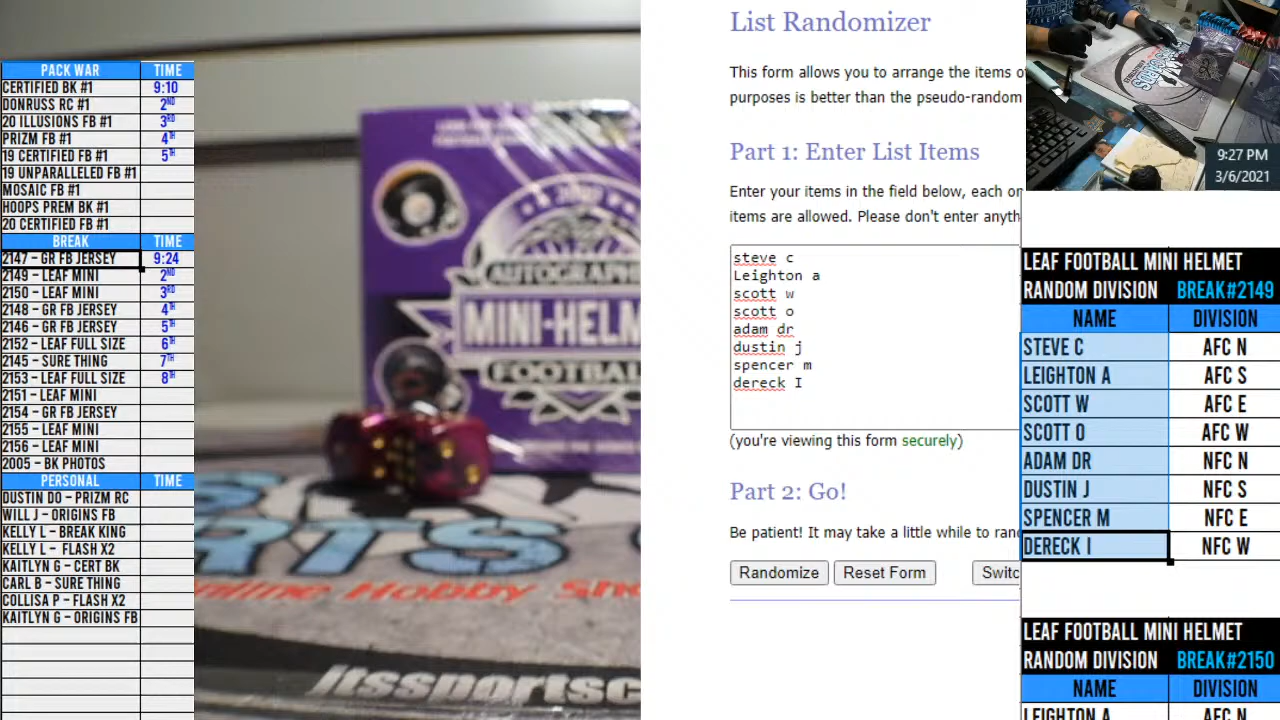 PACK WAR TIME
CERTIFIED BK #1 9:10
DONRUSS RC #1 2ND
20 ILLUSIONS FB #1 3RD
PRIZM FB #1 4TH
19 CERTIFIED FB #1 5TH
19 UNPARALLELED FB #1
MOSAIC FB #1
HOOPS PREM BK #1
20 CERTIFIED FB #1
BREAK TIME
2147 – GR FB JERSEY 9:24
2149 – LEAF MINI 2ND
2150 – LEAF MINI 3RD
2148 – GR FB JERSEY 4TH
2146 – GR FB JERSEY 5TH
2152 – LEAF FULL SIZE 6TH
2145 – SURE THING 7TH
2153 – LEAF FULL SIZE 8TH
2151 – LEAF MINI
2154 – GR FB JERSEY
2155 – LEAF MINI
2156 – LEAF MINI
2005 – BK PHOTOS
PERSONAL TIME
DUSTIN DO – PRIZM RC
WILL J – ORIGINS FB
KELLY L – BREAK KING
KELLY L – FLASH X2
KAITLYN G – CERT BK
CARL B – SURE THING
COLLISA P – FLASH X2
KAITLYN G – ORIGINS FB
AUTOGRAPH
MINI-HELM
FOOTBAL
RTS
nline Hobby Sho
jtssportsc
List Randomizer
This form allows you to arrange the items o
purposes is better than the pseudo-random
Part 1: Enter List Items
Enter your items in the field below, each on
items are allowed. Please don't enter anyth
steve c
Leighton a
scott w
scott o
adam dr
dustin j
spencer m
dereck I
(you're viewing this form securely)
Part 2: Go!
Be patient! It may take a little while to rand
Randomize Reset Form Switc
9:27 PM
3/6/2021
LEAF FOOTBALL MINI HELMET
RANDOM DIVISION BREAK#2149
NAME DIVISION
STEVE C AFC N
LEIGHTON A AFC S
SCOTT W AFC E
SCOTT O AFC W
ADAM DR NFC N
DUSTIN J NFC S
SPENCER M NFC E
DERECK I NFC W
LEAF FOOTBALL MINI HELMET
RANDOM DIVISION BREAK#2150
NAME DIVISION
LEIGHTON A AFC N